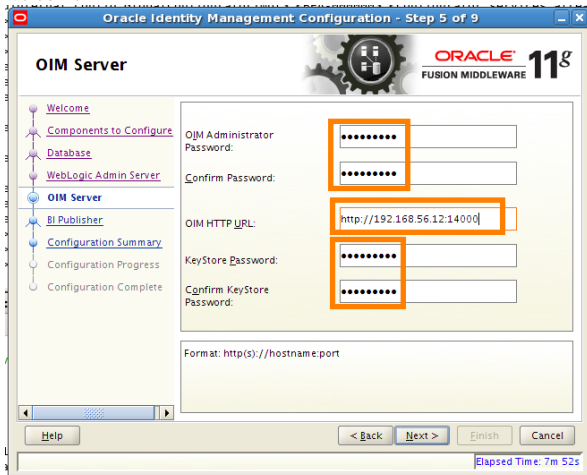 Oracle Identity Management Configuration - Step 5 of 9
OIM Server
ORACLE
FUSION MIDDLEWARE 11g
Welcome
Components to Configure
Database
WebLogic Admin Server
OIM Server
BI Publisher
Configuration Summary
Configuration Progress
Configuration Complete
OIM Administrator
Password:
•••••••••
Confirm Password:
•••••••••
OIM HTTP URL:
http://192.168.56.12:14000
KeyStore Password:
•••••••••
Confirm KeyStore
Password:
•••••••••
Format: http(s)://hostname:port
Help
< Back
Next >
Finish
Cancel
Elapsed Time: 7m 52s